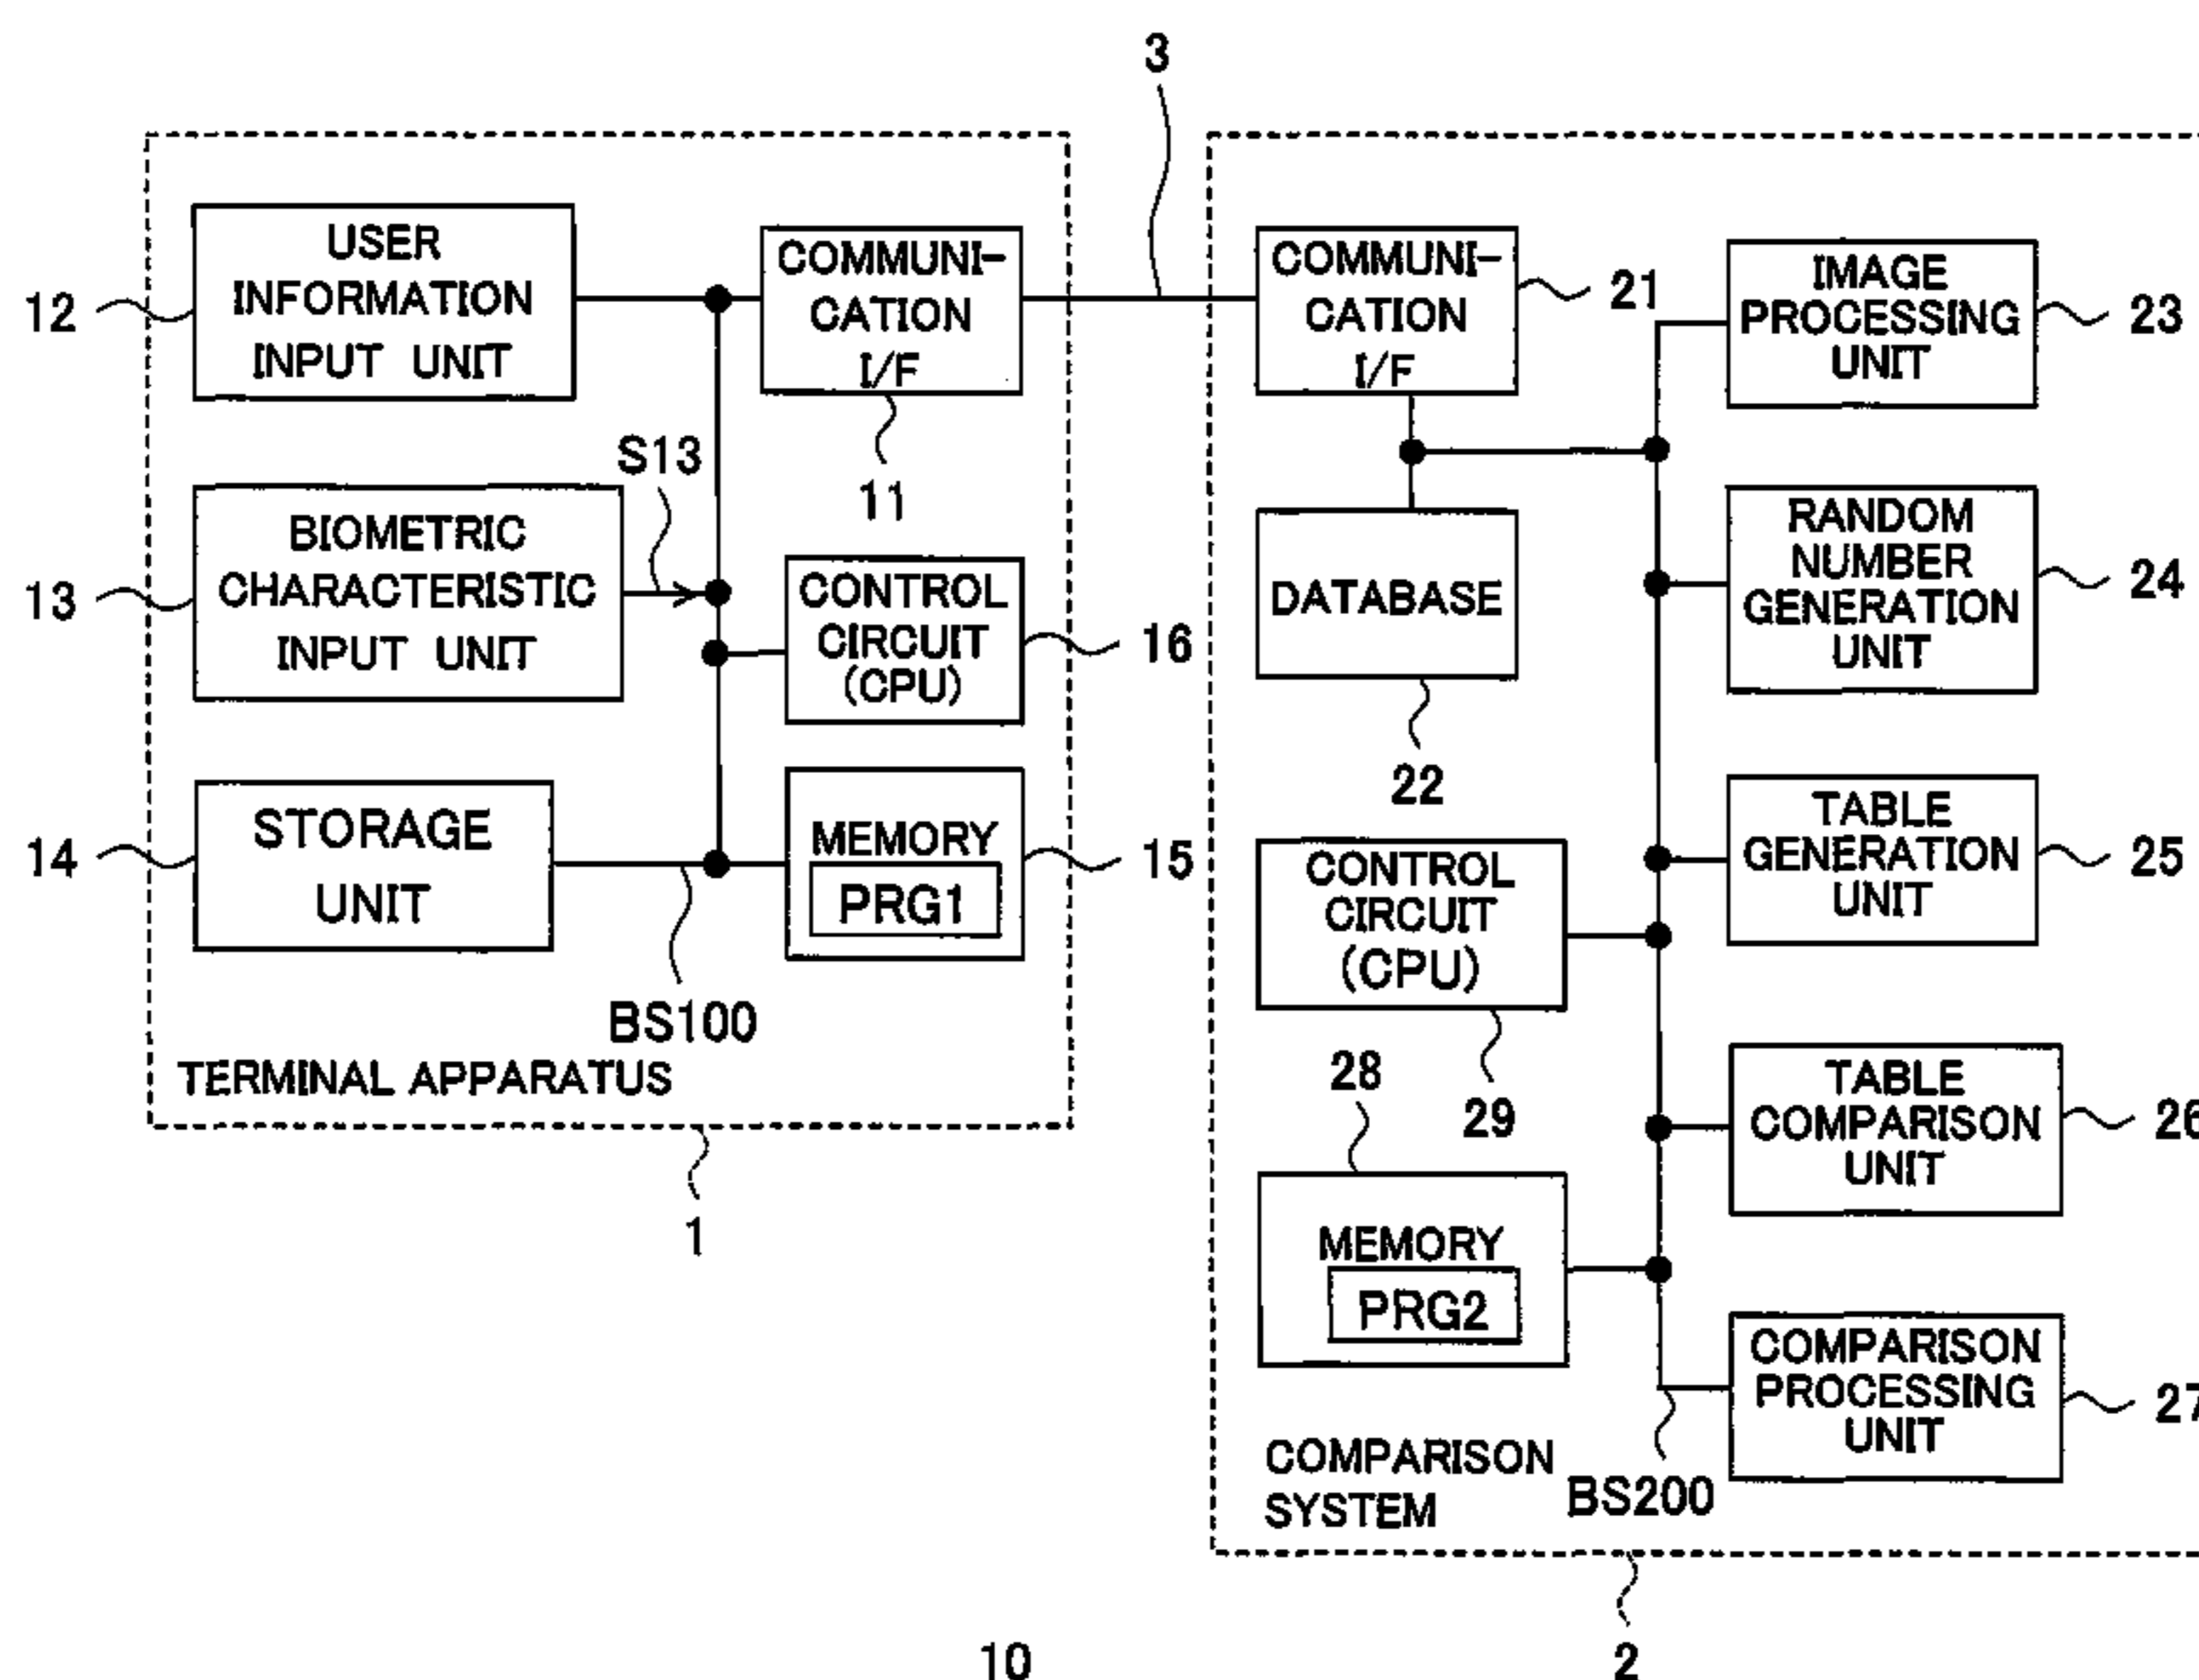 3
USER
INFORMATION
INPUT UNIT
12
COMMUNI-
CATION
I/F
11
S13
BIOMETRIC
CHARACTERISTIC
INPUT UNIT
13
CONTROL
CIRCUIT
(CPU)
16
STORAGE
UNIT
14
MEMORY
PRG1
15
BS100
TERMINAL APPARATUS
1
COMMUNI-
CATION
I/F
21
IMAGE
PROCESSING
UNIT
23
DATABASE
22
RANDOM
NUMBER
GENERATION
UNIT
24
TABLE
GENERATION
UNIT
25
CONTROL
CIRCUIT
(CPU)
29
TABLE
COMPARISON
UNIT
26
28
MEMORY
PRG2
COMPARISON
PROCESSING
UNIT
27
BS200
COMPARISON
SYSTEM
2
10